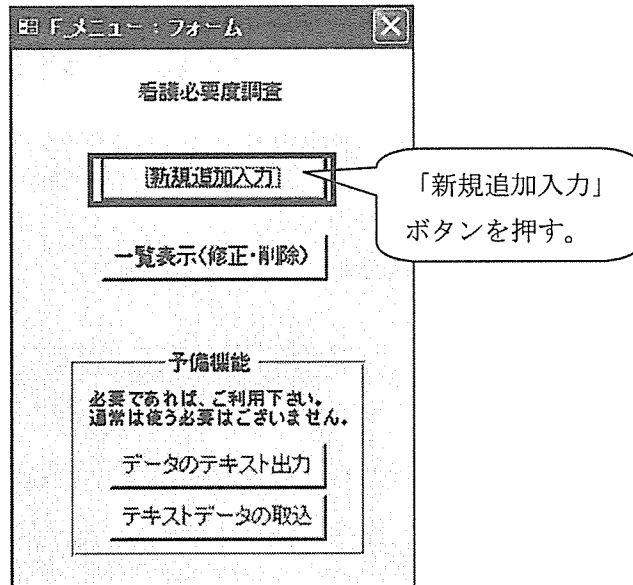 F_メニュー : フォーム
看護必要度調査
新規追加入力
「新規追加入力」
ボタンを押す。
一覧表示(修正・削除)
予備機能
必要であれば、ご利用下さい。
通常は使う必要はございません。
データのテキスト出力
テキストデータの取込